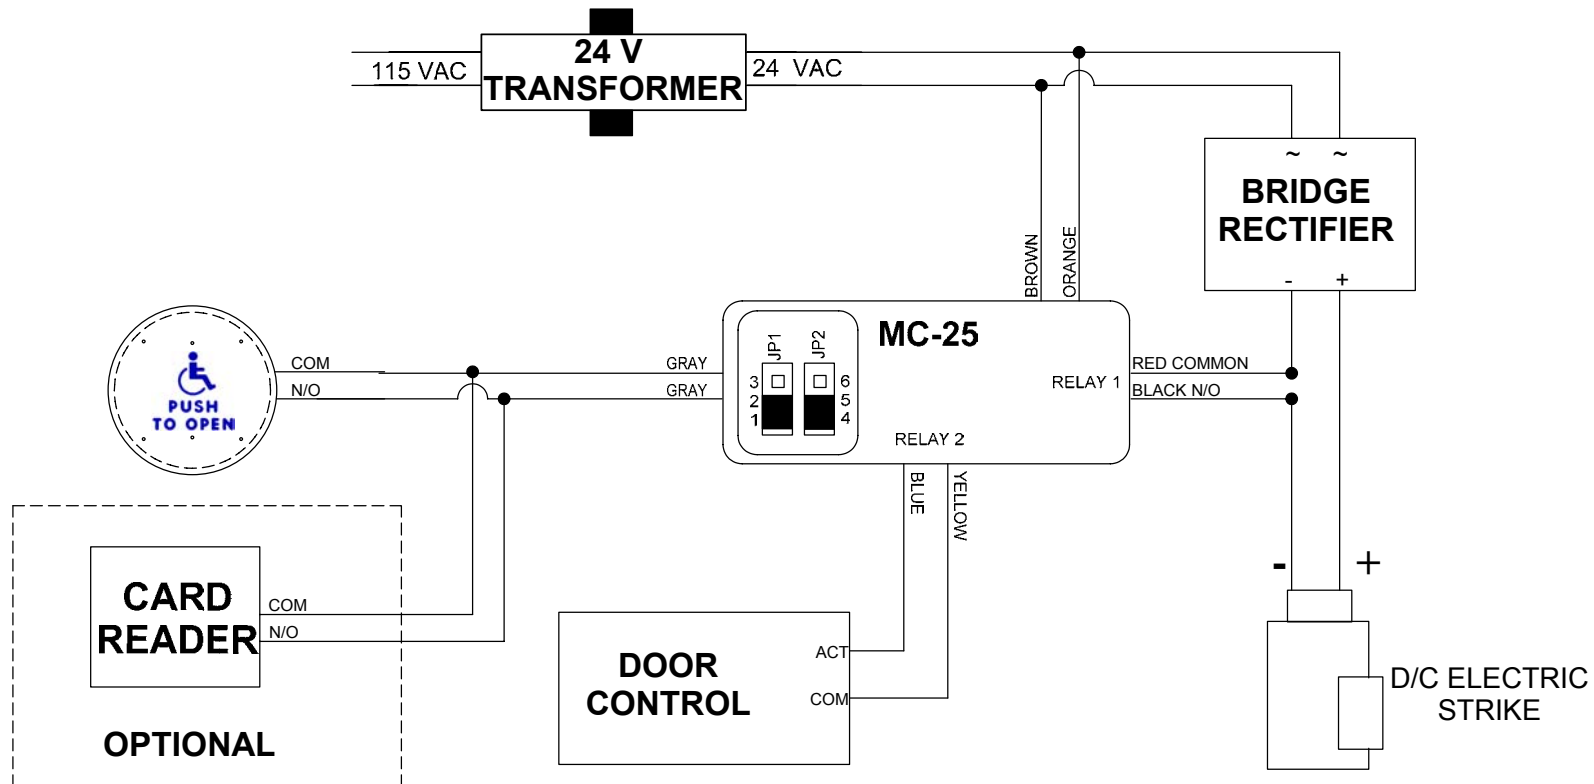 24 V
TRANSFORMER
115 VAC
24 VAC
~ ~
BRIDGE
RECTIFIER
- +
BROWN
ORANGE
PUSH
TO OPEN
COM
N/O
GRAY
GRAY
JP1
JP2
3
2
1
6
5
4
MC-25
RELAY 1
RELAY 2
RED COMMON
BLACK N/O
BLUE
YELLOW
CARD
READER
COM
N/O
OPTIONAL
DOOR
CONTROL
ACT
COM
- +
D/C ELECTRIC
STRIKE